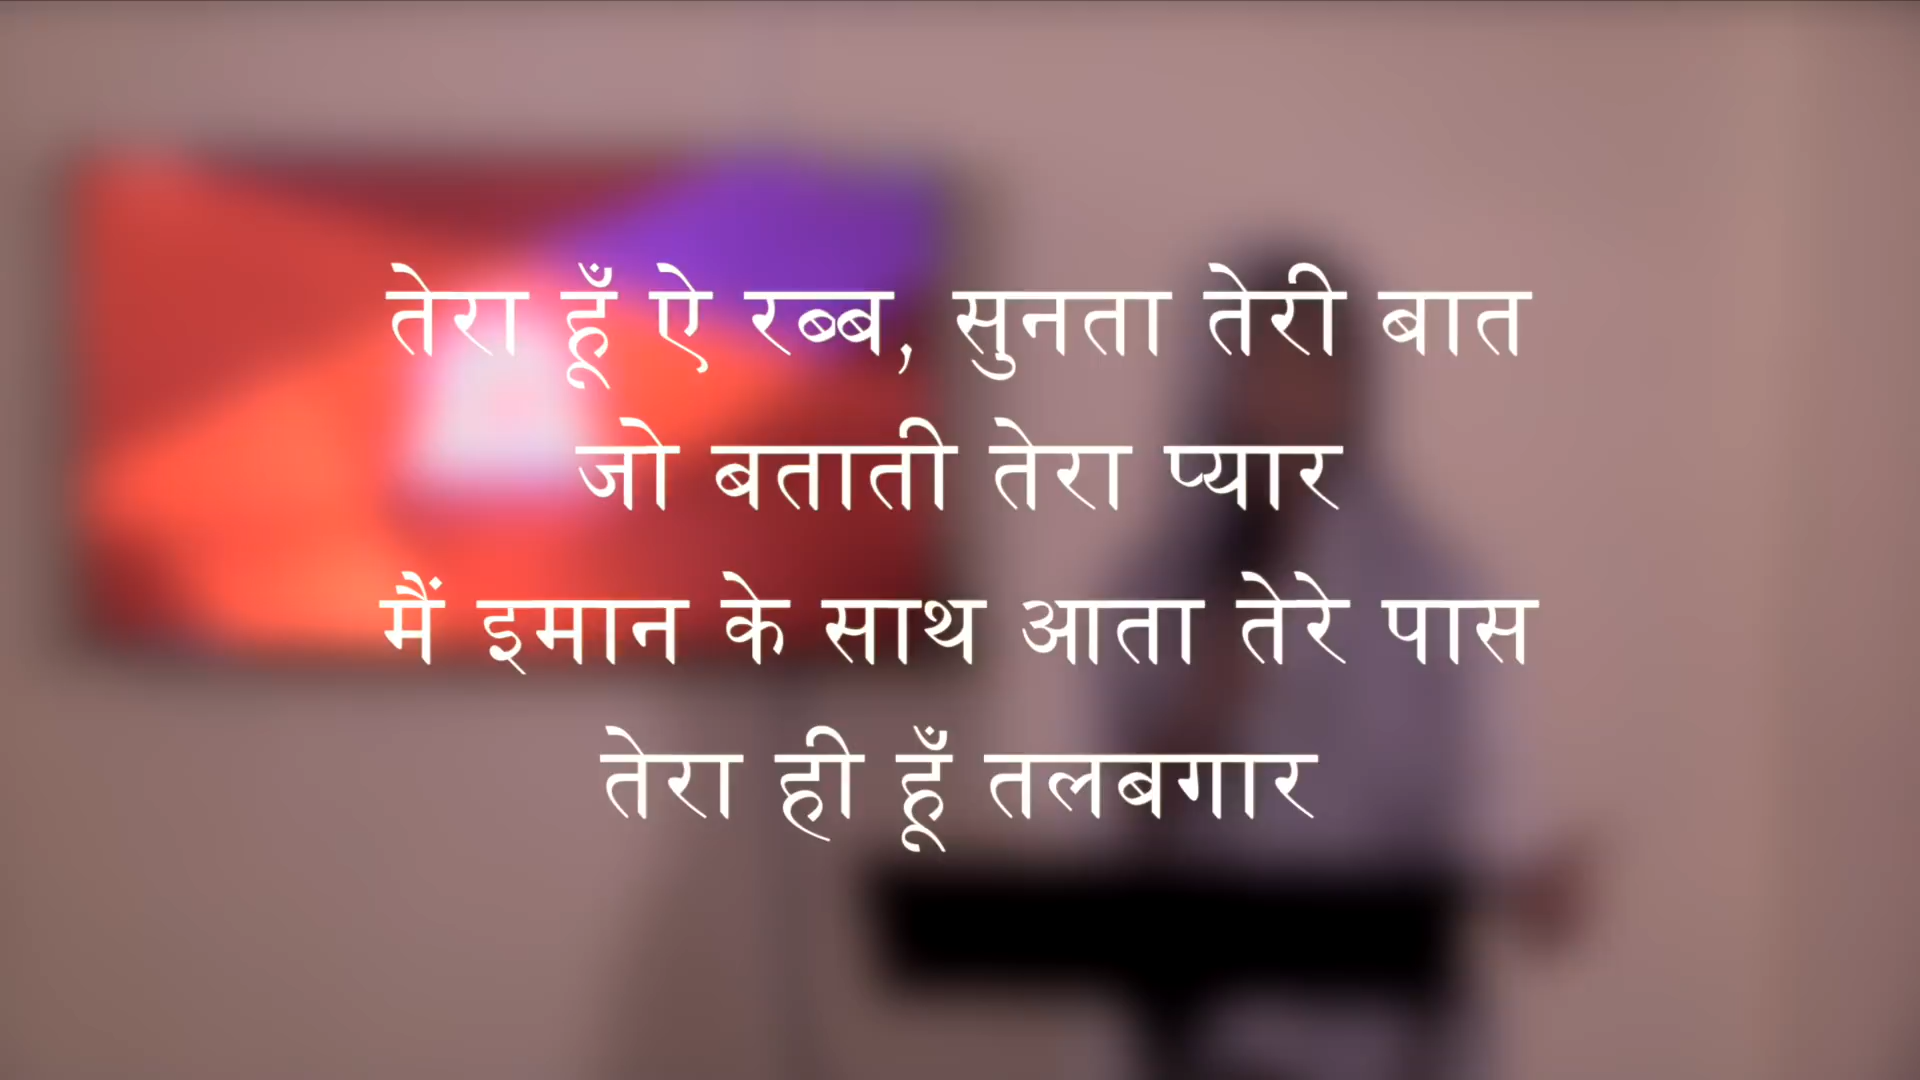 तेरा हूँ ऐ रब्ब, सुनता तेरी बात
जो बताती तेरा प्यार
मैं इमान के साथ आता तेरे पास
तेरा ही हूँ तलबगार